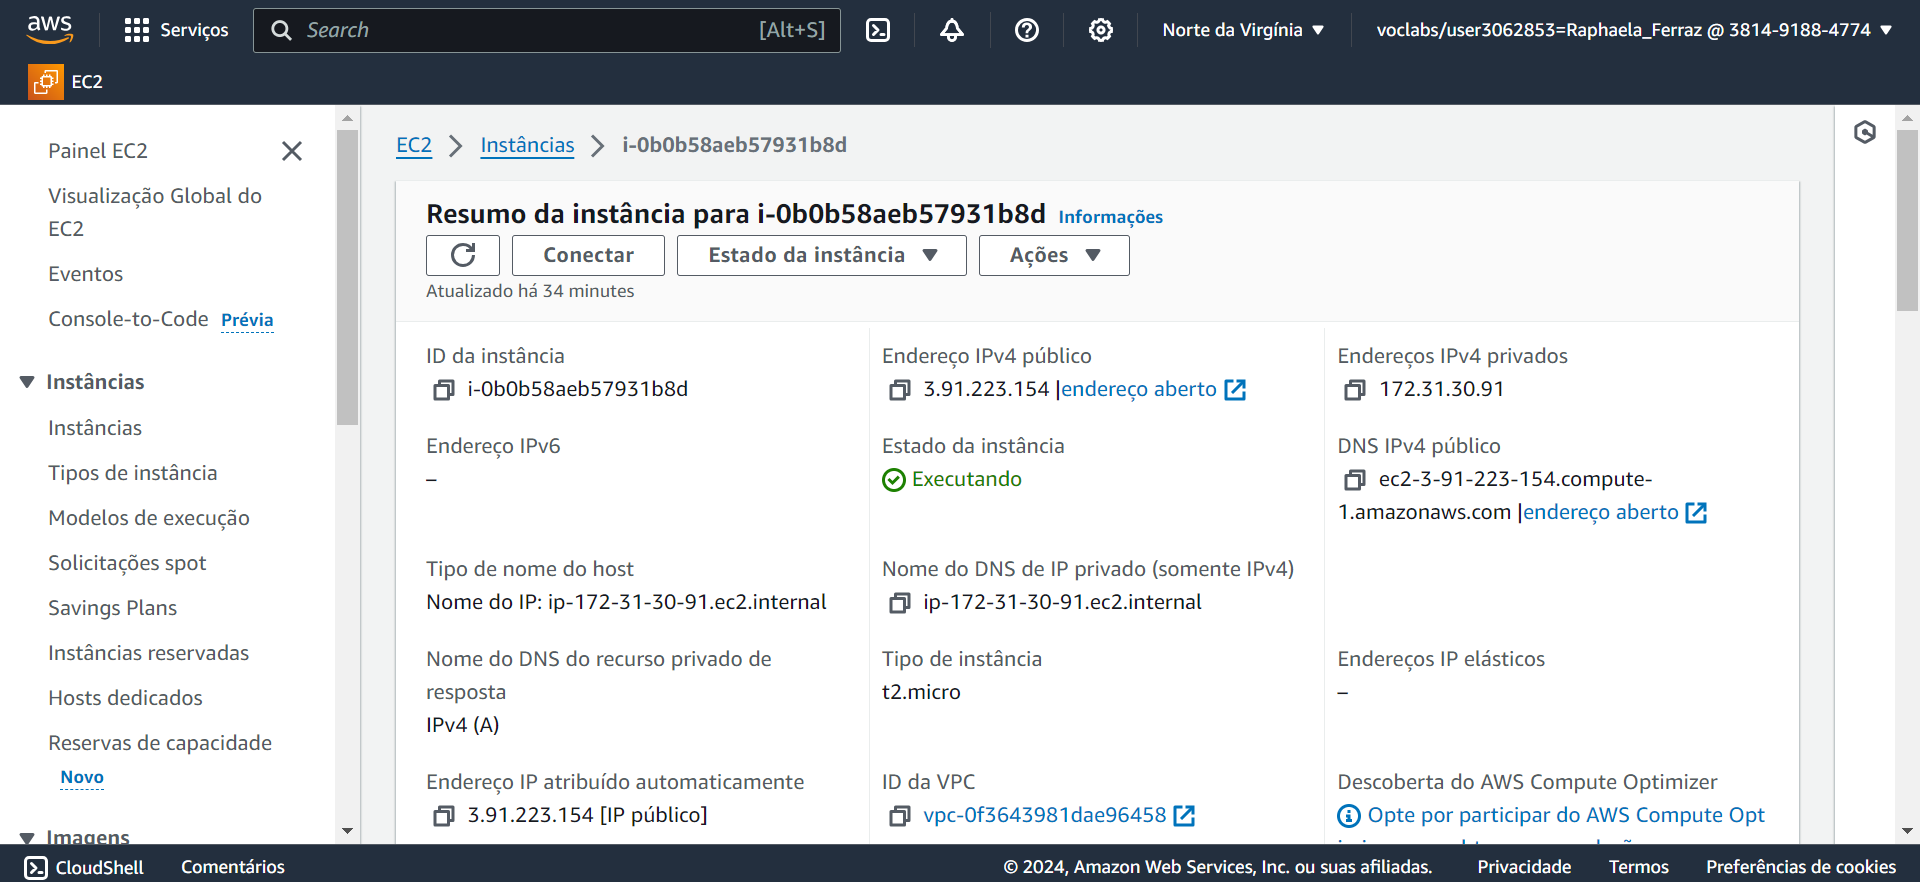 aws
Serviços
Search
[Alt+S]
Norte da Virgínia
voclabs/user3062853=Raphaela_Ferraz @ 3814-9188-4774
EC2
Painel EC2
Visualização Global do
EC2
Eventos
Console-to-Code Prévia
Instâncias
Instâncias
Tipos de instância
Modelos de execução
Solicitações spot
Savings Plans
Instâncias reservadas
Hosts dedicados
Reservas de capacidade
Novo
Imagens
EC2 > Instâncias > i-0b0b58aeb57931b8d
Resumo da instância para i-0b0b58aeb57931b8d Informações
Conectar
Estado da instância
Ações
Atualizado há 34 minutes
ID da instância
i-0b0b58aeb57931b8d
Endereço IPv4 público
3.91.223.154 |endereço aberto
Endereços IPv4 privados
172.31.30.91
Endereço IPv6
–
Estado da instância
Executando
DNS IPv4 público
ec2-3-91-223-154.compute-
1.amazonaws.com |endereço aberto
Tipo de nome do host
Nome do IP: ip-172-31-30-91.ec2.internal
Nome do DNS de IP privado (somente IPv4)
ip-172-31-30-91.ec2.internal
Nome do DNS do recurso privado de
resposta
IPv4 (A)
Tipo de instância
t2.micro
Endereços IP elásticos
–
Endereço IP atribuído automaticamente
3.91.223.154 [IP público]
ID da VPC
vpc-0f3643981dae96458
Descoberta do AWS Compute Optimizer
Opte por participar do AWS Compute Opt
CloudShell
Comentários
© 2024, Amazon Web Services, Inc. ou suas afiliadas.
Privacidade
Termos
Preferências de cookies